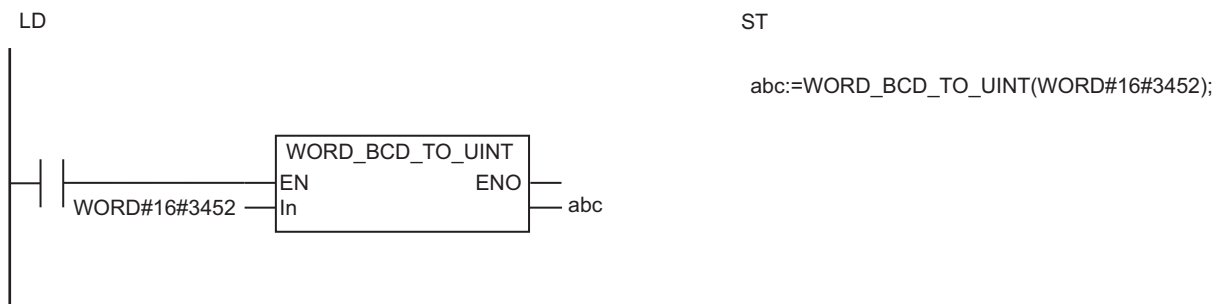 LD
ST
abc:=WORD_BCD_TO_UINT(WORD#16#3452);
WORD_BCD_TO_UINT
EN ENO
WORD#16#3452 In abc